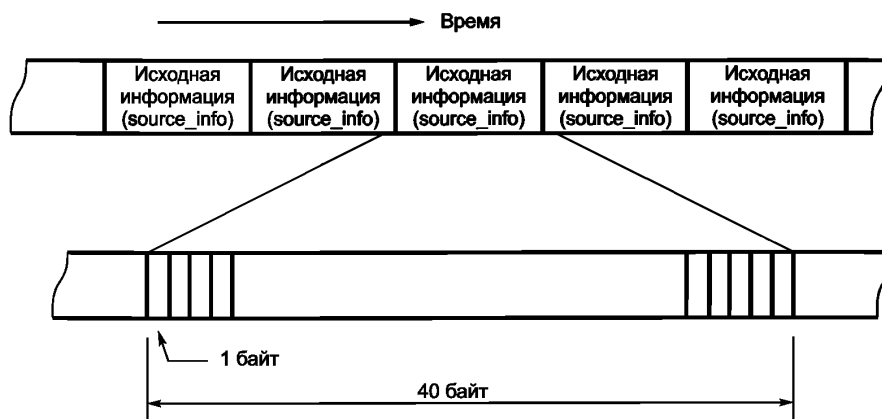 Время
Исходная информация (source_info)
Исходная информация (source_info)
Исходная информация (source_info)
Исходная информация (source_info)
Исходная информация (source_info)
1 байт
40 байт